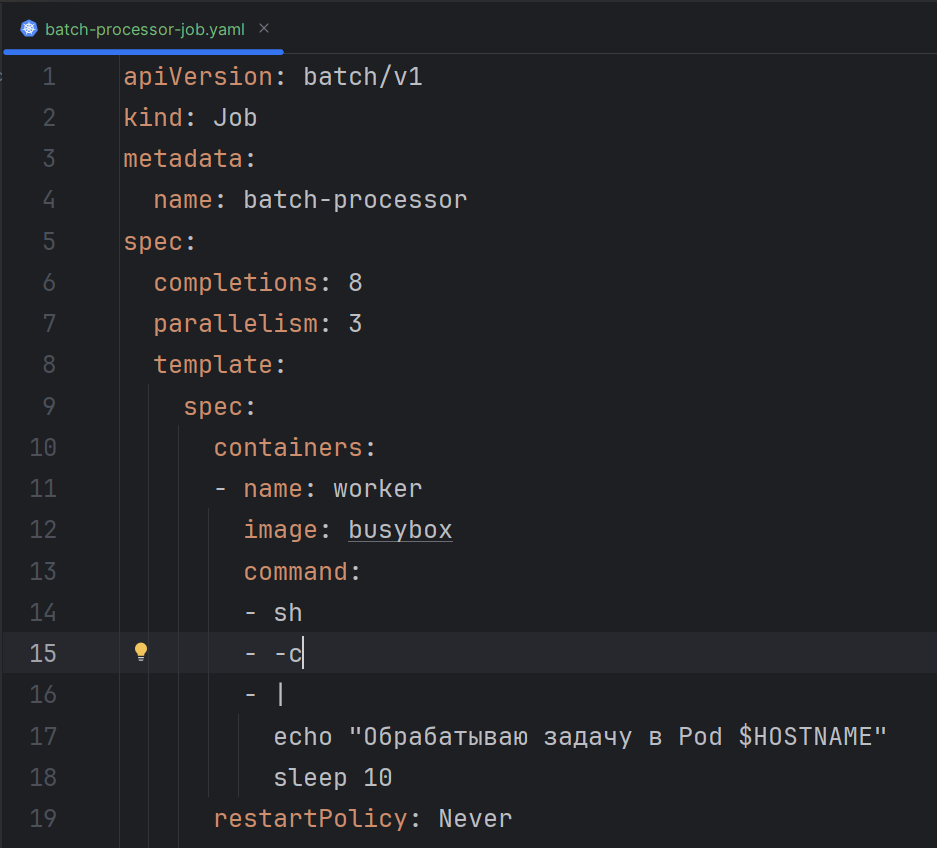 batch-processor-job.yaml
1 apiVersion: batch/v1
2 kind: Job
3 metadata:
4   name: batch-processor
5 spec:
6   completions: 8
7   parallelism: 3
8   template:
9     spec:
10       containers:
11       - name: worker
12         image: busybox
13         command:
14         - sh
15         - -c
16         - |
17           echo "Обрабатываю задачу в Pod $HOSTNAME"
18           sleep 10
19       restartPolicy: Never